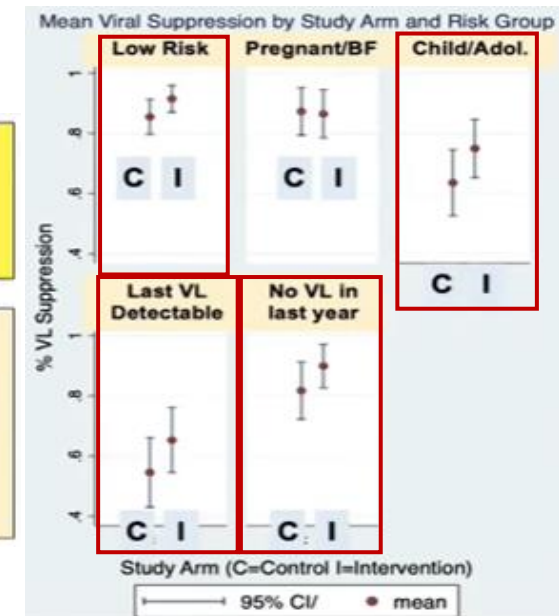 Mean Viral Suppression by Study Arm and Risk Group
Low Risk
Pregnant/BF
Child/Adol.
% VL Suppression
1
.8
.6
.4
C I
C I
C I
Last VL
Detectable
No VL in
last year
1
.8
.6
.4
C I
C I
Study Arm (C=Control I=Intervention)
95% CI/
mean